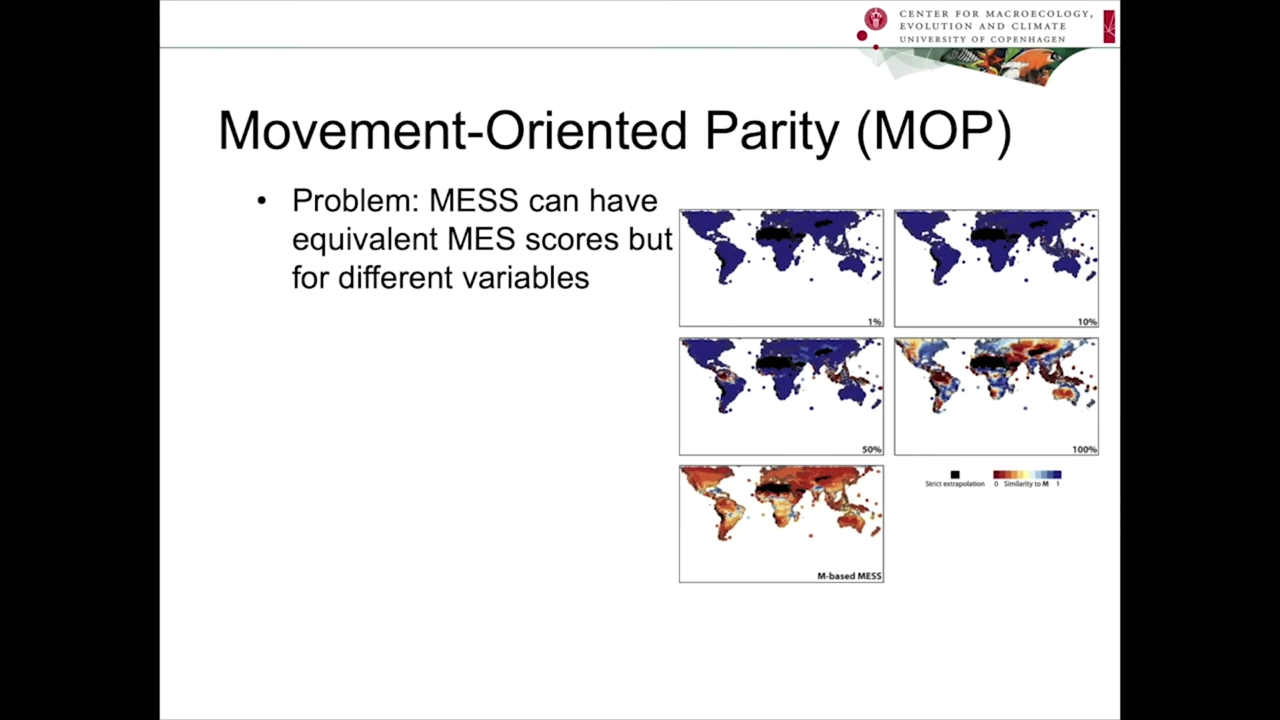 CENTER FOR MACROECOLOGY,
EVOLUTION AND CLIMATE
UNIVERSITY OF COPENHAGEN
Movement-Oriented Parity (MOP)
• Problem: MESS can have
equivalent MES scores but
for different variables
1%
10%
50%
100%
Strict extrapolation
0 Similarity to M 1
M-based MESS